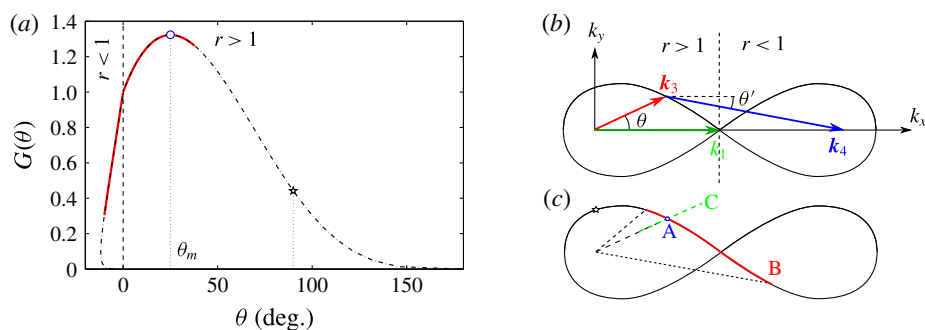 (a)
1.4
1.2
1.0
0.8
0.6
0.4
0.2
0
G(θ)
r < 1
r > 1
θm
0
50
100
150
θ (deg.)
(b)
ky
r > 1
r < 1
k3
θ′
θ
kx
k1
k4
(c)
C
A
B